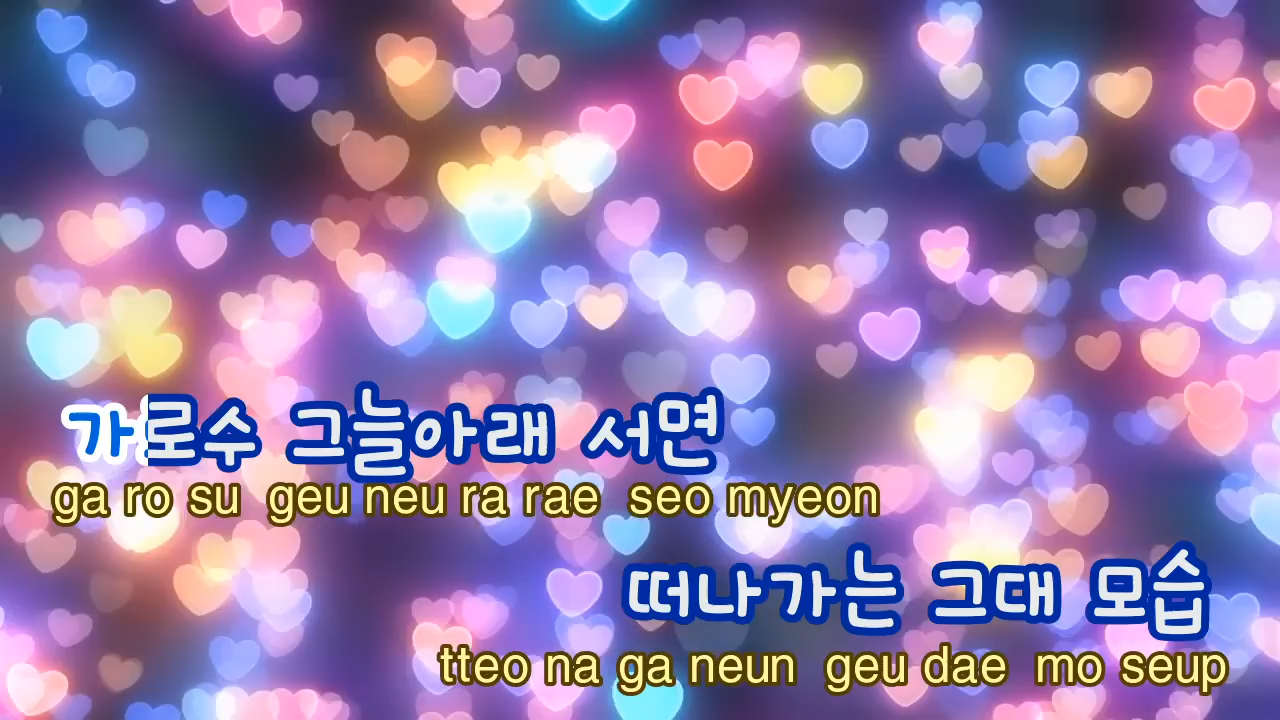 가로수 그늘아래 서면
ga ro su geu neu ra rae seo myeon
떠나가는 그대 모습
tteo na ga neun geu dae mo seup